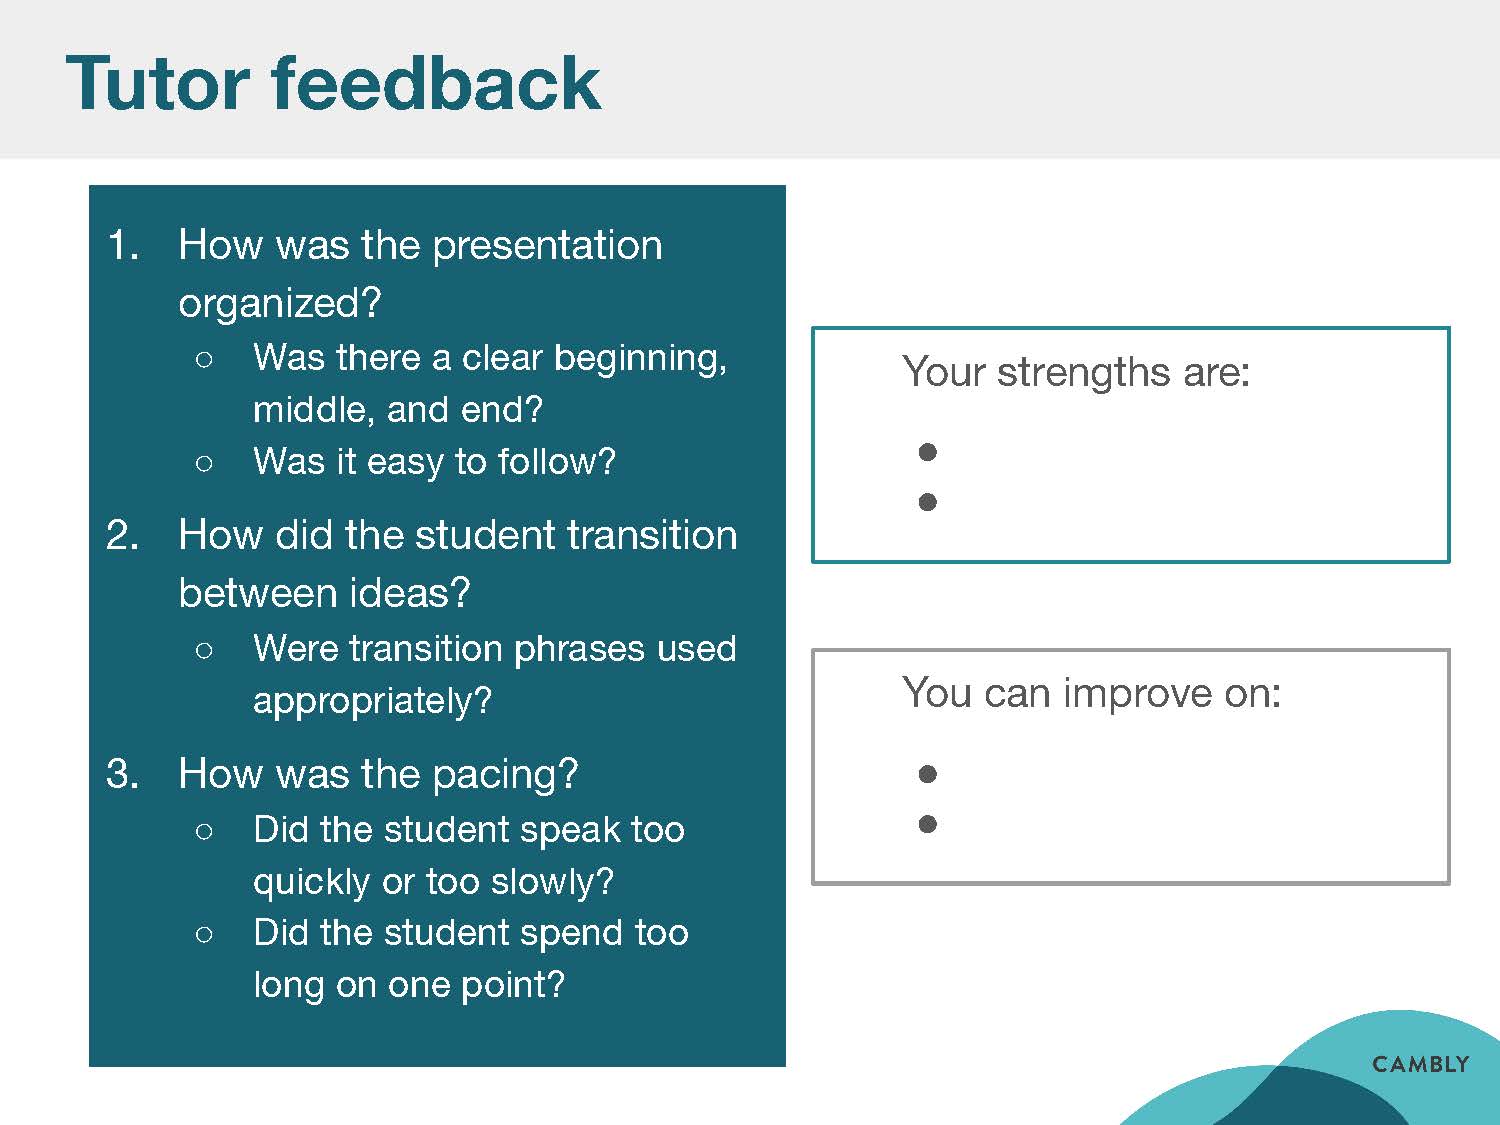 Tutor feedback
1. How was the presentation
organized?
○ Was there a clear beginning,
middle, and end?
○ Was it easy to follow?
2. How did the student transition
between ideas?
○ Were transition phrases used
appropriately?
3. How was the pacing?
○ Did the student speak too
quickly or too slowly?
○ Did the student spend too
long on one point?
Your strengths are:
●
●
You can improve on:
●
●
CAMBLY